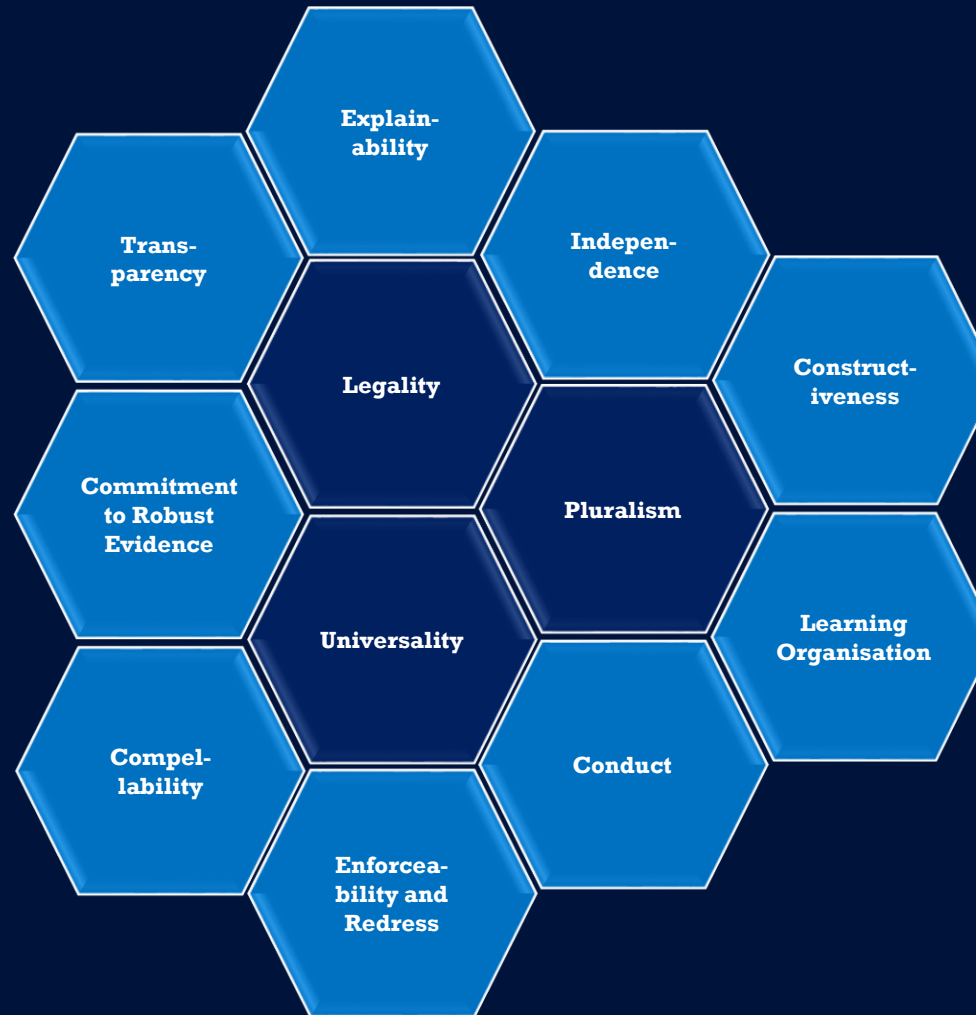 Explain-
ability
Trans-
parency
Indepen-
dence
Legality
Construct-
iveness
Commitment
to Robust
Evidence
Pluralism
Universality
Learning
Organisation
Compel-
lability
Conduct
Enforcea-
bility and
Redress